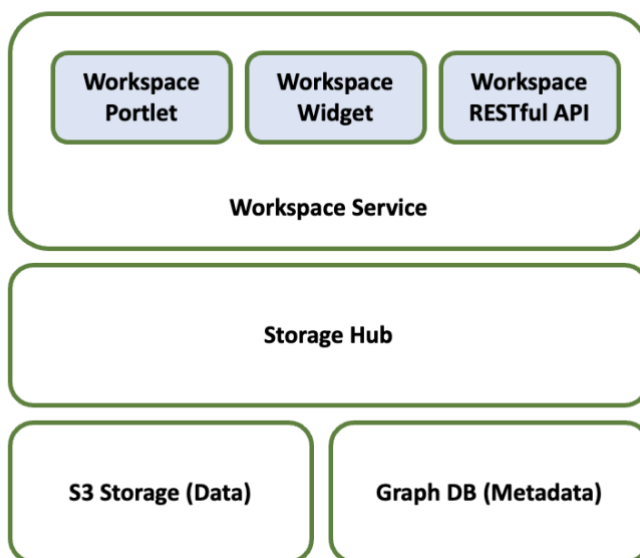 Workspace
Portlet
Workspace
Widget
Workspace
RESTful API
Workspace Service
Storage Hub
S3 Storage (Data)
Graph DB (Metadata)